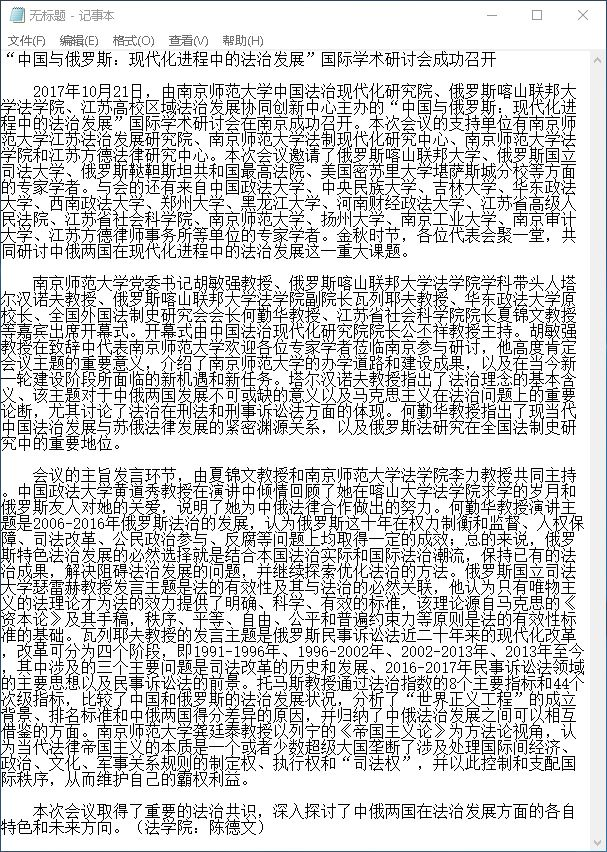 无标题 - 记事本
文件(F) 编辑(E) 格式(O) 查看(V) 帮助(H)
“中国与俄罗斯：现代化进程中的法治发展”国际学术研讨会成功召开
2017年10月21日，由南京师范大学中国法治现代化研究院、俄罗斯喀山联邦大
学法学院、江苏高校区域法治发展协同创新中心主办的“中国与俄罗斯：现代化进
程中的法治发展”国际学术研讨会在南京成功召开。本次会议的支持单位有南京师
范大学江苏法治发展研究院、南京师范大学法制现代化研究中心、南京师范大学法
学院和江苏方德法律研究中心。本次会议邀请了俄罗斯喀山联邦大学、俄罗斯国立
司法大学、俄罗斯鞑靼斯坦共和国最高法院、美国密苏里大学堪萨斯城分校等方面
的专家学者。与会的还有来自中国政法大学、中央民族大学、吉林大学、华东政法
大学、西南政法大学、郑州大学、黑龙江大学、河南财经政法大学、江苏省高级人
民法院、江苏省社会科学院、南京师范大学、扬州大学、南京工业大学、南京审计
大学、江苏方德律师事务所等单位的专家学者。金秋时节，各位代表会聚一堂，共
同研讨中俄两国在现代化进程中的法治发展这一重大课题。
南京师范大学党委书记胡敏强教授、俄罗斯喀山联邦大学法学院学科带头人塔
尔汉诺夫教授、俄罗斯喀山联邦大学法学院副院长瓦列耶夫教授、华东政法大学原
校长、全国外国法制史研究会会长何勤华教授、江苏省社会科学院院长夏锦文教授
等嘉宾出席开幕式。开幕式由中国法治现代化研究院院长公丕祥教授主持。胡敏强
教授在致辞中代表南京师范大学欢迎各位专家学者莅临南京参与研讨，他高度肯定
会议主题的重要意义，介绍了南京师范大学的办学道路和建设成果，以及在当今新
一轮建设阶段所面临的新机遇和新任务。塔尔汉诺夫教授指出了法治理念的基本含
义、该主题对于中俄两国发展不可或缺的意义以及马克思主义在法治问题上的重要
论断，尤其讨论了法治在刑法和刑事诉讼法方面的体现。何勤华教授指出了现当代
中国法治发展与苏俄法律发展的紧密渊源关系，以及俄罗斯法研究在全国法制史研
究中的重要地位。
会议的主旨发言环节，由夏锦文教授和南京师范大学法学院李力教授共同主持
。中国政法大学黄道秀教授在演讲中倾情回顾了她在喀山大学法学院求学的岁月和
俄罗斯友人对她的关爱，说明了她为中俄法律合作做出的努力。何勤华教授演讲主
题是2006-2016年俄罗斯法治的发展，认为俄罗斯这十年在权力制衡和监督、人权保
障、司法改革、公民政治参与、反腐等问题上均取得一定的成效；总的来说，俄罗
斯特色法治发展的必然选择就是结合本国法治实际和国际法治潮流，保持已有的法
治成果，解决阻碍法治发展的问题，并继续探索优化法治的方法。俄罗斯国立司法
大学瑟雷赫教授发言主题是法的有效性及其与法治的必然关联，他认为只有唯物主
义的法理论才为法的效力提供了明确、科学、有效的标准，该理论源自马克思的《
资本论》及其手稿，秩序、平等、自由、公平和普遍约束力等原则是法的有效性标
准的基础。瓦列耶夫教授的发言主题是俄罗斯民事诉讼法近二十年来的现代化改革
，改革可分为四个阶段，即1991-1996年、1996-2002年、2002-2013年、2013年至今
，其中涉及的三个主要问题是司法改革的历史和发展、2016-2017年民事诉讼法领域
的主要思想以及民事诉讼法的前景。托马斯教授通过法治指数的8个主要指标和44个
次级指标，比较了中国和俄罗斯的法治发展状况，分析了“世界正义工程”的成立
背景、排名标准和中俄两国得分差异的原因，并归纳了中俄法治发展之间可以相互
借鉴的方面。南京师范大学龚廷泰教授以列宁的《帝国主义论》为方法论视角，认
为当代法律帝国主义的本质是一个或者少数超级大国垄断了涉及处理国际间经济、
政治、文化、军事关系规则的制定权、执行权和“司法权”，并以此控制和支配国
际秩序，从而维护自己的霸权利益。
本次会议取得了重要的法治共识，深入探讨了中俄两国在法治发展方面的各自
特色和未来方向。（法学院：陈德文）